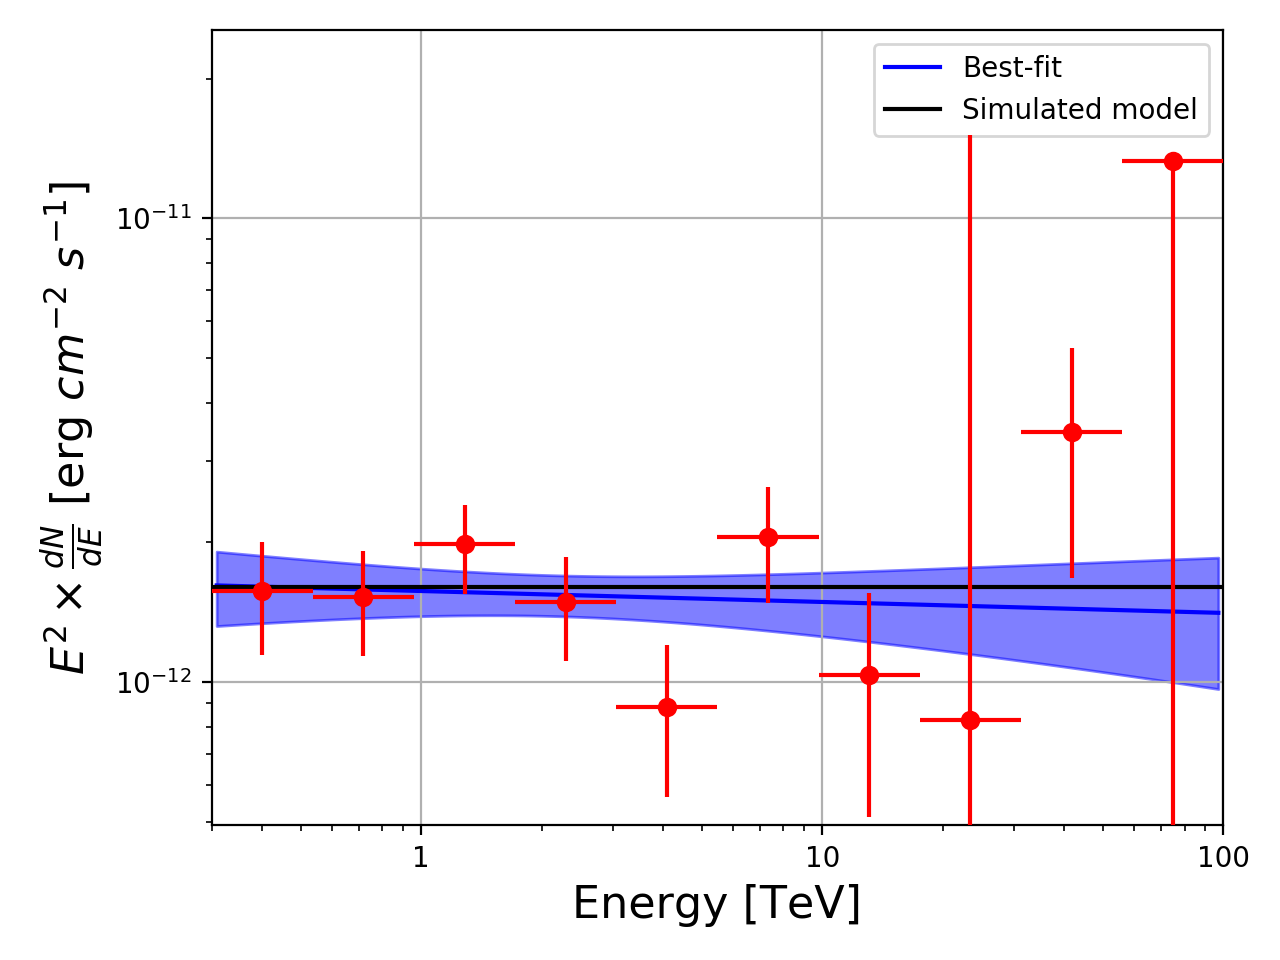 Best-fit
Simulated model
10⁻¹¹
10⁻¹²
E² × dN/dE [erg cm⁻² s⁻¹]
1 10 100
Energy [TeV]